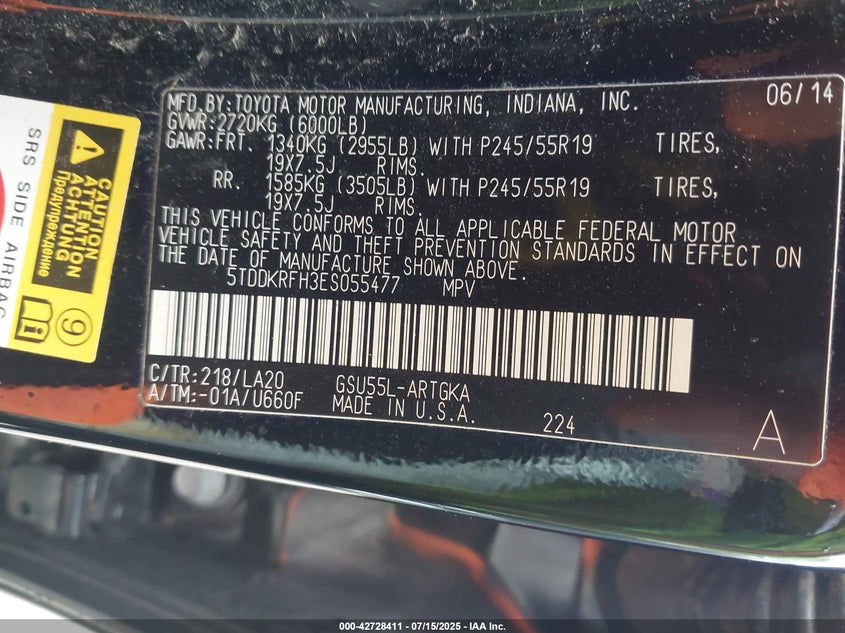 MFD.BY:TOYOTA MOTOR MANUFACTURING, INDIANA, INC. 06/14
GVWR:2720KG (6000LB)
GAWR:FRT. 1340KG (2955LB) WITH P245/55R19 TIRES,
19X7.5J RIMS.
RR. 1585KG (3505LB) WITH P245/55R19 TIRES,
19X7.5J RIMS.
THIS VEHICLE CONFORMS TO ALL APPLICABLE FEDERAL MOTOR
VEHICLE SAFETY AND THEFT PREVENTION STANDARDS IN EFFECT ON
THE DATE OF MANUFACTURE SHOWN ABOVE.
5TDDKRFH3ES055477 MPV
C/TR:218/LA20 GSU55L-ARTGKA
A/TM:-01A/U660F MADE IN U.S.A. 224 A
SRS SIDE AIRBAG
CAUTION
ATTENTION
ACHTUNG
Предупреждение
9
000-42728411 - 07/15/2025 - IAA Inc.